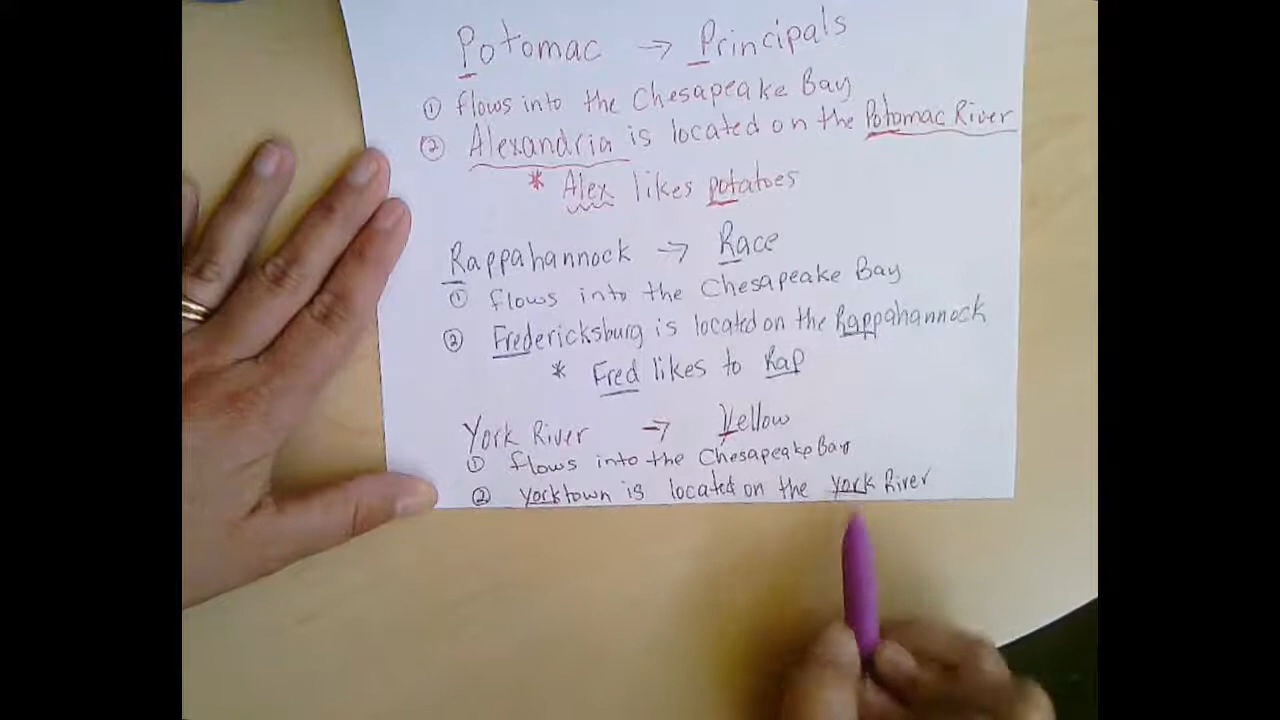 Potomac → Principals
① flows into the Chesapeake Bay
② Alexandria is located on the Potomac River
* Alex likes potatoes
Rappahannock → Race
① flows into the Chesapeake Bay
② Fredericksburg is located on the Rappahannock
* Fred likes to Rap
York River → Yellow
① flows into the Chesapeake Bay
② Yorktown is located on the York River